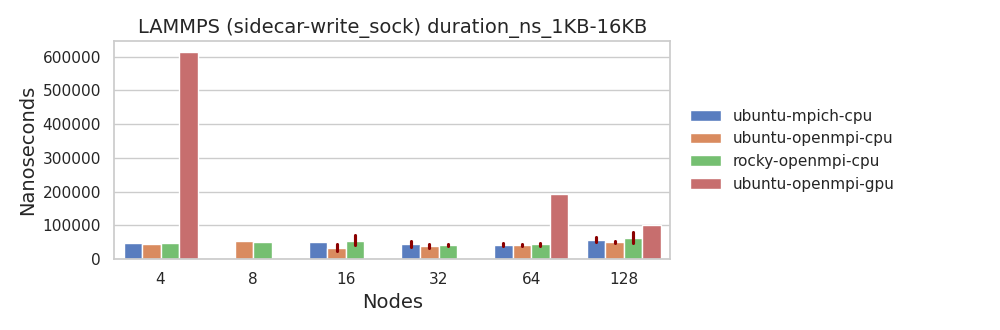 LAMMPS (sidecar-write_sock) duration_ns_1KB-16KB
600000
500000
400000
300000
200000
100000
0
Nanoseconds
4 8 16 32 64 128
Nodes
ubuntu-mpich-cpu
ubuntu-openmpi-cpu
rocky-openmpi-cpu
ubuntu-openmpi-gpu